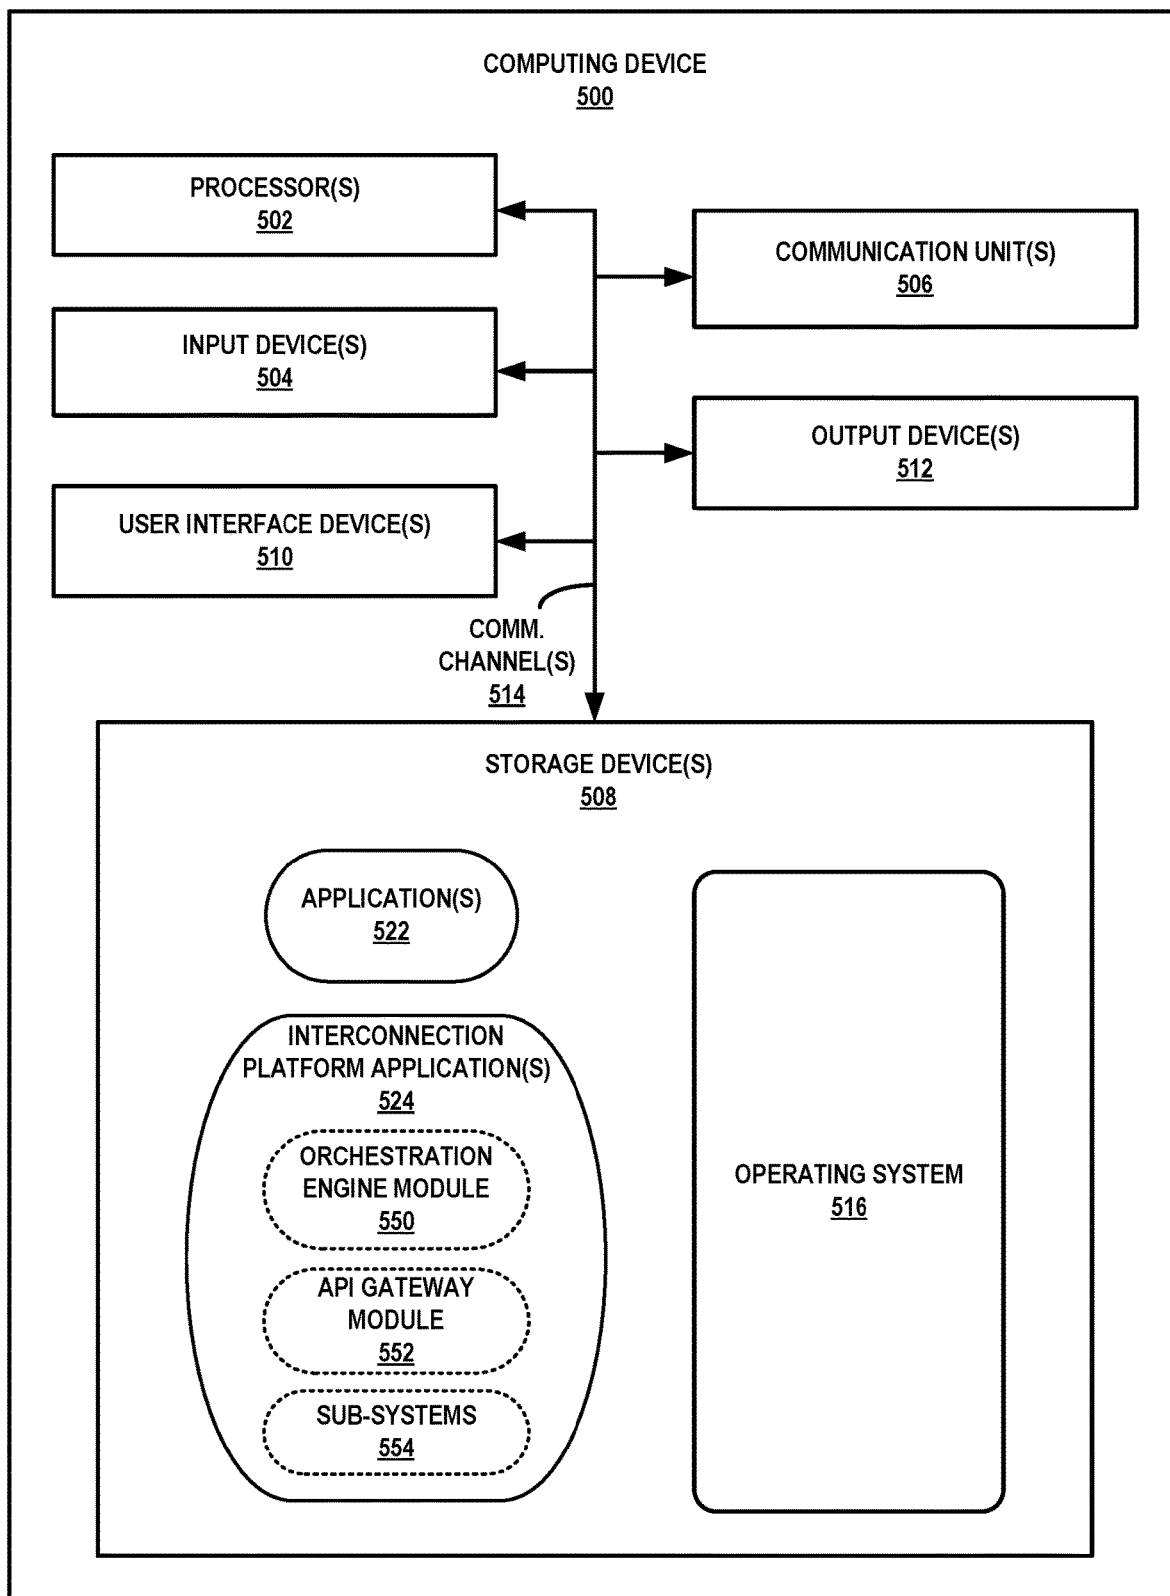 COMPUTING DEVICE
500
PROCESSOR(S)
502
COMMUNICATION UNIT(S)
506
INPUT DEVICE(S)
504
OUTPUT DEVICE(S)
512
USER INTERFACE DEVICE(S)
510
COMM.
CHANNEL(S)
514
STORAGE DEVICE(S)
508
APPLICATION(S)
522
INTERCONNECTION
PLATFORM APPLICATION(S)
524
ORCHESTRATION
ENGINE MODULE
550
API GATEWAY
MODULE
552
SUB-SYSTEMS
554
OPERATING SYSTEM
516